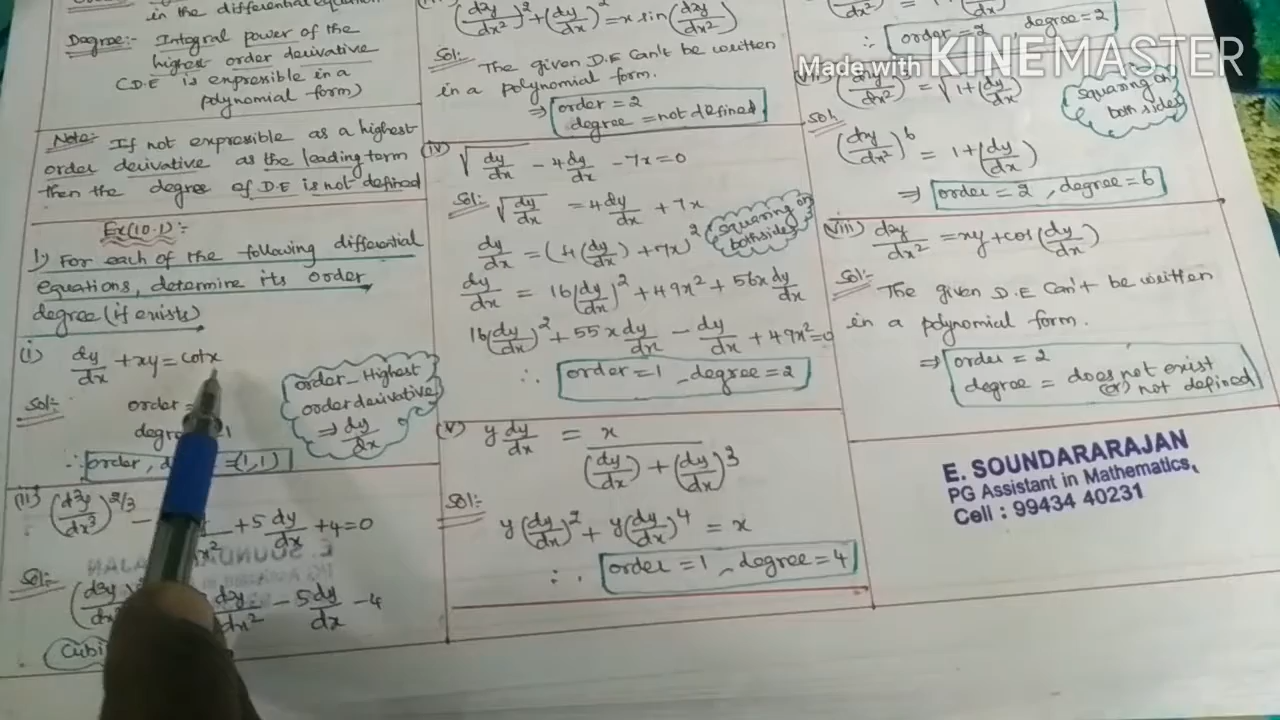 in the differential equation
Degree:- Integral power of the
highest order derivative
(D.E is expressible in a
polynomial form)
Note:- If not expressible as a highest
order derivative as the leading term
then the degree of D.E is not defined
Ex(10.1):-
1) For each of the following differential
equations, determine its order
degree (if exists)
(i) dy/dx + xy = cotx
Sol:- order =
1
∴ order, =(1,1)
order - Highest
order derivative
⇒ dy/dx
(ii) (d³y/dx³)^2/3 - + 5 dy/dx + 4 = 0
Sol:-
- 5 dy/dx - 4
(d²y/dx²)² + (dy/dx)² = x sin(d²y/dx²)
Sol:- The given D.E Can't be written
in a polynomial form.
⇒ order = 2
degree = not defined
(iv) √dy/dx - 4dy/dx - 7x = 0
Sol:- √dy/dx = 4dy/dx + 7x
dy/dx = (4(dy/dx) + 7x)²
squaring on
both sides
dy/dx = 16(dy/dx)² + 49x² + 56x dy/dx
16(dy/dx)² + 55x dy/dx - dy/dx + 49x² = 0
∴ order = 1, degree = 2
(v) y dy/dx = x/((dy/dx) + (dy/dx)³)
Sol:-
y(dy/dx)² + y(dy/dx)⁴ = x
∴ order = 1, degree = 4
∴ order = 2, degree = 2
Made with KINEMASTER
= √1+(dy/dx)
squaring on
both sides
Soln
(dy/dx²)⁶ = 1+(dy/dx)
⇒ order = 2, degree = 6
(viii) d²y/dx² = xy + cos(dy/dx)
Sol:- The given D.E Can't be written
in a polynomial form.
⇒ order = 2
degree = does not exist
(or) not defined
E. SOUNDARARAJAN
PG Assistant in Mathematics,
Cell : 99434 40231